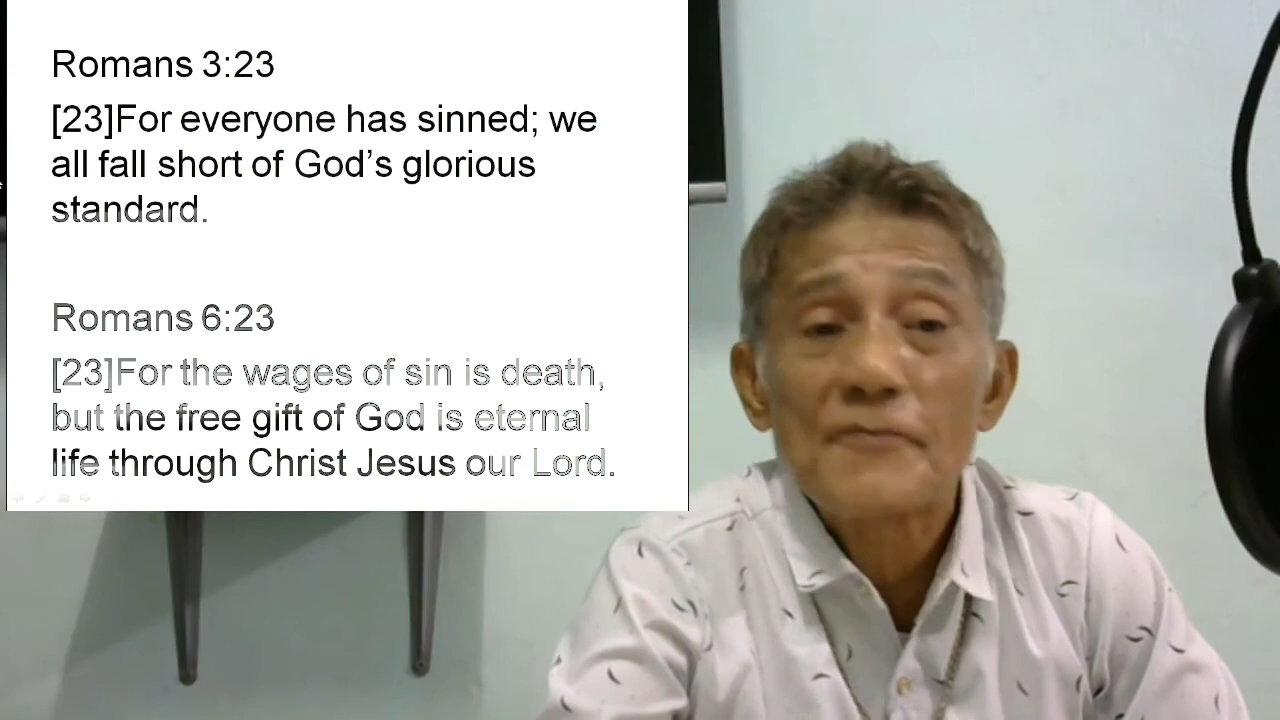 Romans 3:23
[23]For everyone has sinned; we
all fall short of God’s glorious
standard.
Romans 6:23
[23]For the wages of sin is death,
but the free gift of God is eternal
life through Christ Jesus our Lord.